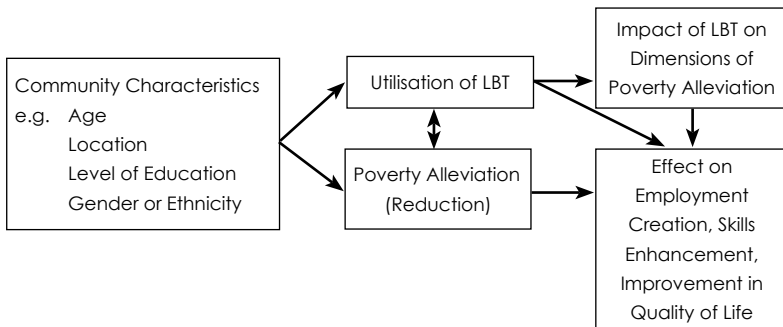 Community Characteristics
e.g. Age
Location
Level of Education
Gender or Ethnicity
Utilisation of LBT
Poverty Alleviation
(Reduction)
Impact of LBT on
Dimensions of
Poverty Alleviation
Effect on
Employment
Creation, Skills
Enhancement,
Improvement in
Quality of Life